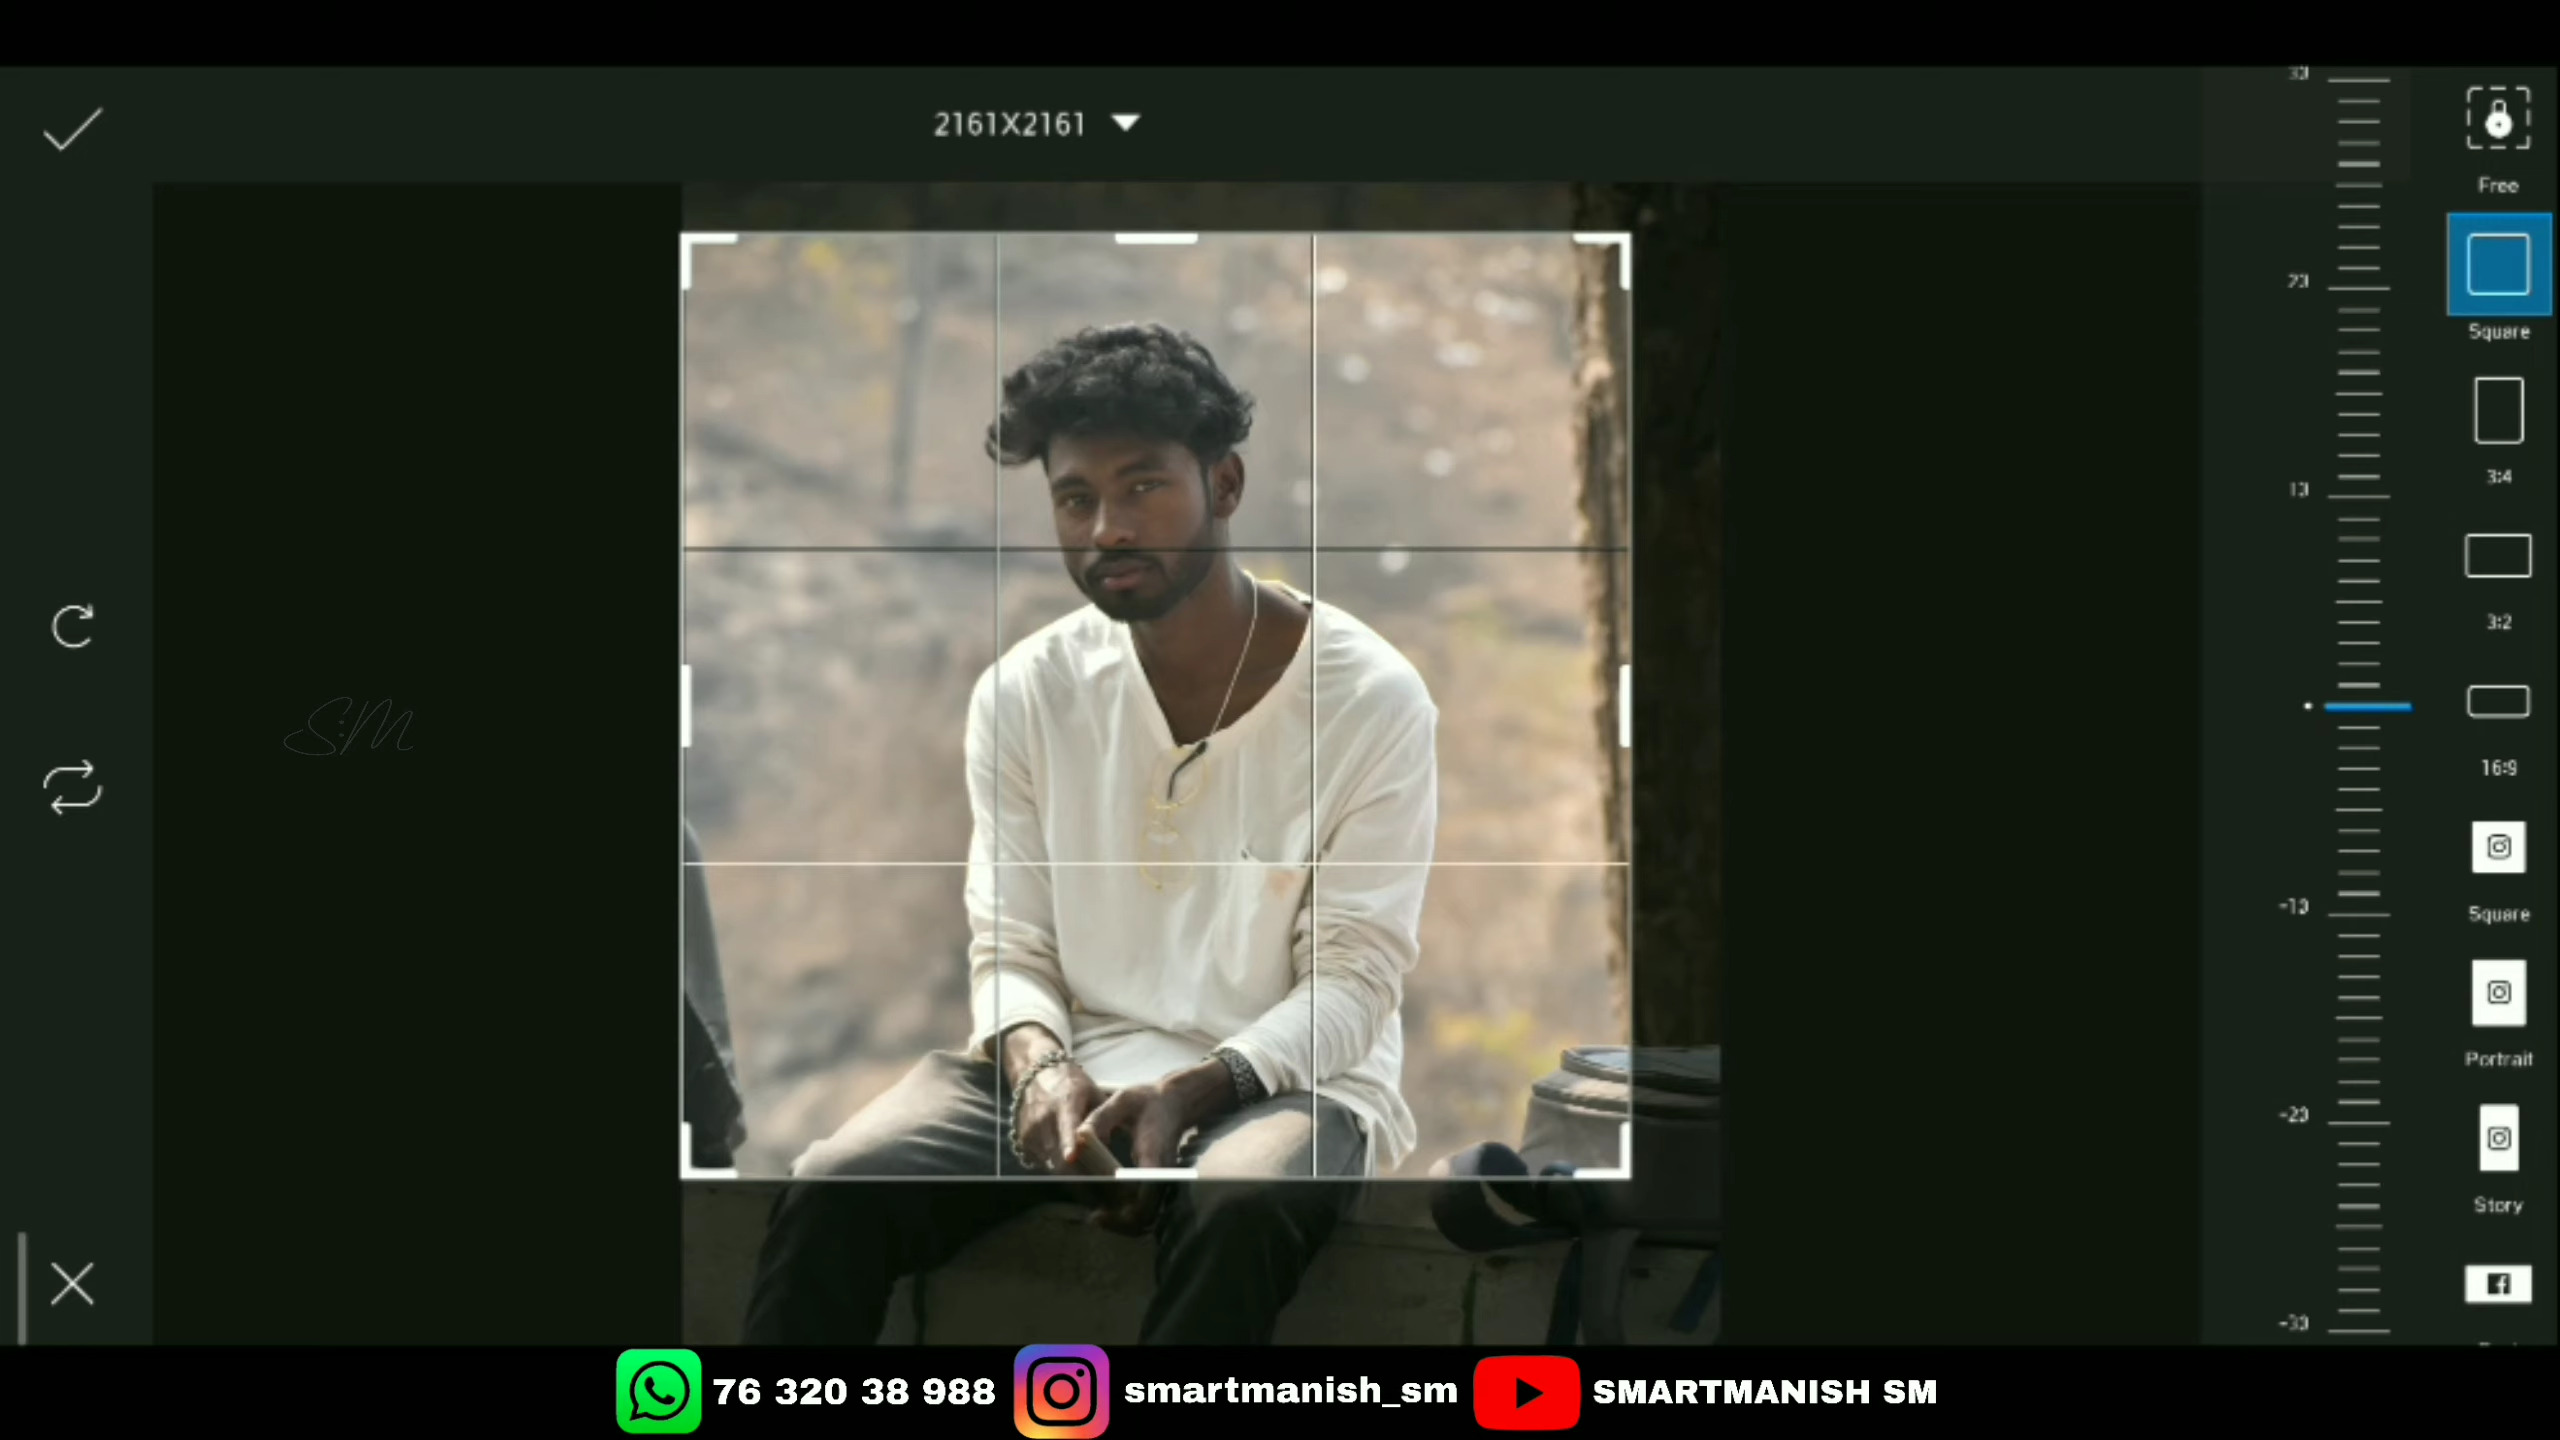 2161X2161
Free
Square
3:4
3:2
16:9
Square
Portrait
Story
SM
76 320 38 988
smartmanish_sm
SMARTMANISH SM